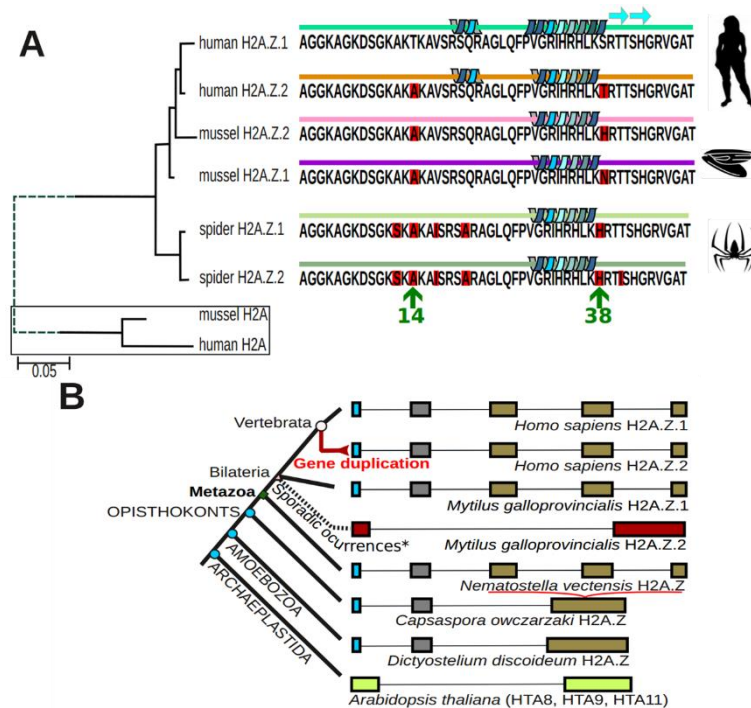 A
human H2A.Z.1 AGGKAGKDSGKAKTKAVSRSQRAGLQFPVGRIHRHLKSRTTSHGRVGAT
human H2A.Z.2 AGGKAGKDSGKAKAKAVSRSQRAGLQFPVGRIHRHLKTRTTSHGRVGAT
mussel H2A.Z.2 AGGKAGKDSGKAKAKAVSRSQRAGLQFPVGRIHRHLKHRTTSHGRVGAT
mussel H2A.Z.1 AGGKAGKDSGKAKAKAVSRSQRAGLQFPVGRIHRHLKNRTTSHGRVGAT
spider H2A.Z.1 AGGKAGKDSGKSKAKAISRSARAGLQFPVGRIHRHLKHRTTSHGRVGAT
spider H2A.Z.2 AGGKAGKDSGKSKAKAISRSARAGLQFPVGRIHRHLKHRTISHGRVGAT
14 38
mussel H2A
human H2A
0.05
B
Vertebrata
Homo sapiens H2A.Z.1
Gene duplication
Homo sapiens H2A.Z.2
Bilateria
Metazoa
Mytilus galloprovincialis H2A.Z.1
OPISTHOKONTS
Sporadic ocurrences*
Mytilus galloprovincialis H2A.Z.2
AMOEBOZOA
Nematostella vectensis H2A.Z
ARCHAEPLASTIDA
Capsaspora owczarzaki H2A.Z
Dictyostelium discoideum H2A.Z
Arabidopsis thaliana (HTA8, HTA9, HTA11)